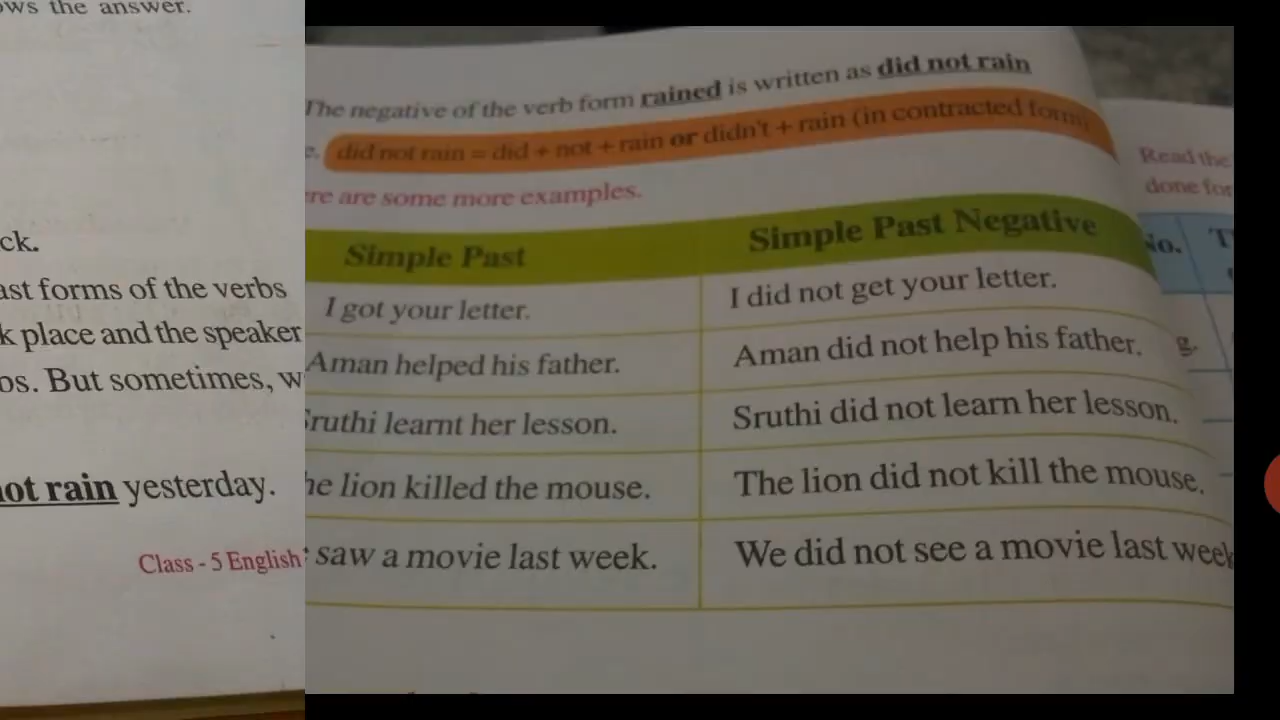 ows the answer.
ck.
ast forms of the verbs
k place and the speaker
os. But sometimes, w
not rain yesterday.
Class - 5 English
The negative of the verb form rained is written as did not rain
e. did not rain = did + not + rain or didn't + rain (in contracted form)
re are some more examples.
Simple Past Simple Past Negative
I got your letter. I did not get your letter.
Aman helped his father. Aman did not help his father.
Sruthi learnt her lesson. Sruthi did not learn her lesson.
he lion killed the mouse. The lion did not kill the mouse.
saw a movie last week. We did not see a movie last week
Read the
done for
No. T
g.